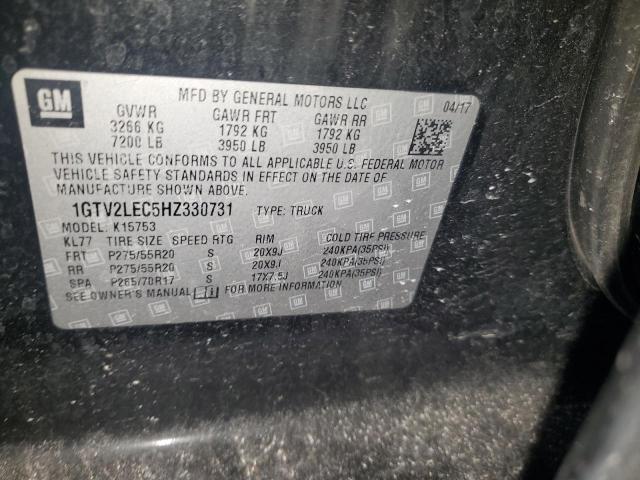 GM
MFD BY GENERAL MOTORS LLC
04/17
GVWR GAWR FRT GAWR RR
3266 KG 1792 KG 1792 KG
7200 LB 3950 LB 3950 LB
THIS VEHICLE CONFORMS TO ALL APPLICABLE U.S. FEDERAL MOTOR
VEHICLE SAFETY STANDARDS IN EFFECT ON THE DATE OF
MANUFACTURE SHOWN ABOVE.
1GTV2LEC5HZ330731 TYPE: TRUCK
MODEL: K15753
KL77 TIRE SIZE SPEED RTG RIM COLD TIRE PRESSURE
FRT P275/55R20 S 20X9J 240KPA(35PSI)
RR P275/55R20 S 20X9J 240KPA(35PSI)
SPA P265/70R17 S 17X7.5J 240KPA(35PSI)
SEE OWNER'S MANUAL FOR MORE INFORMATION